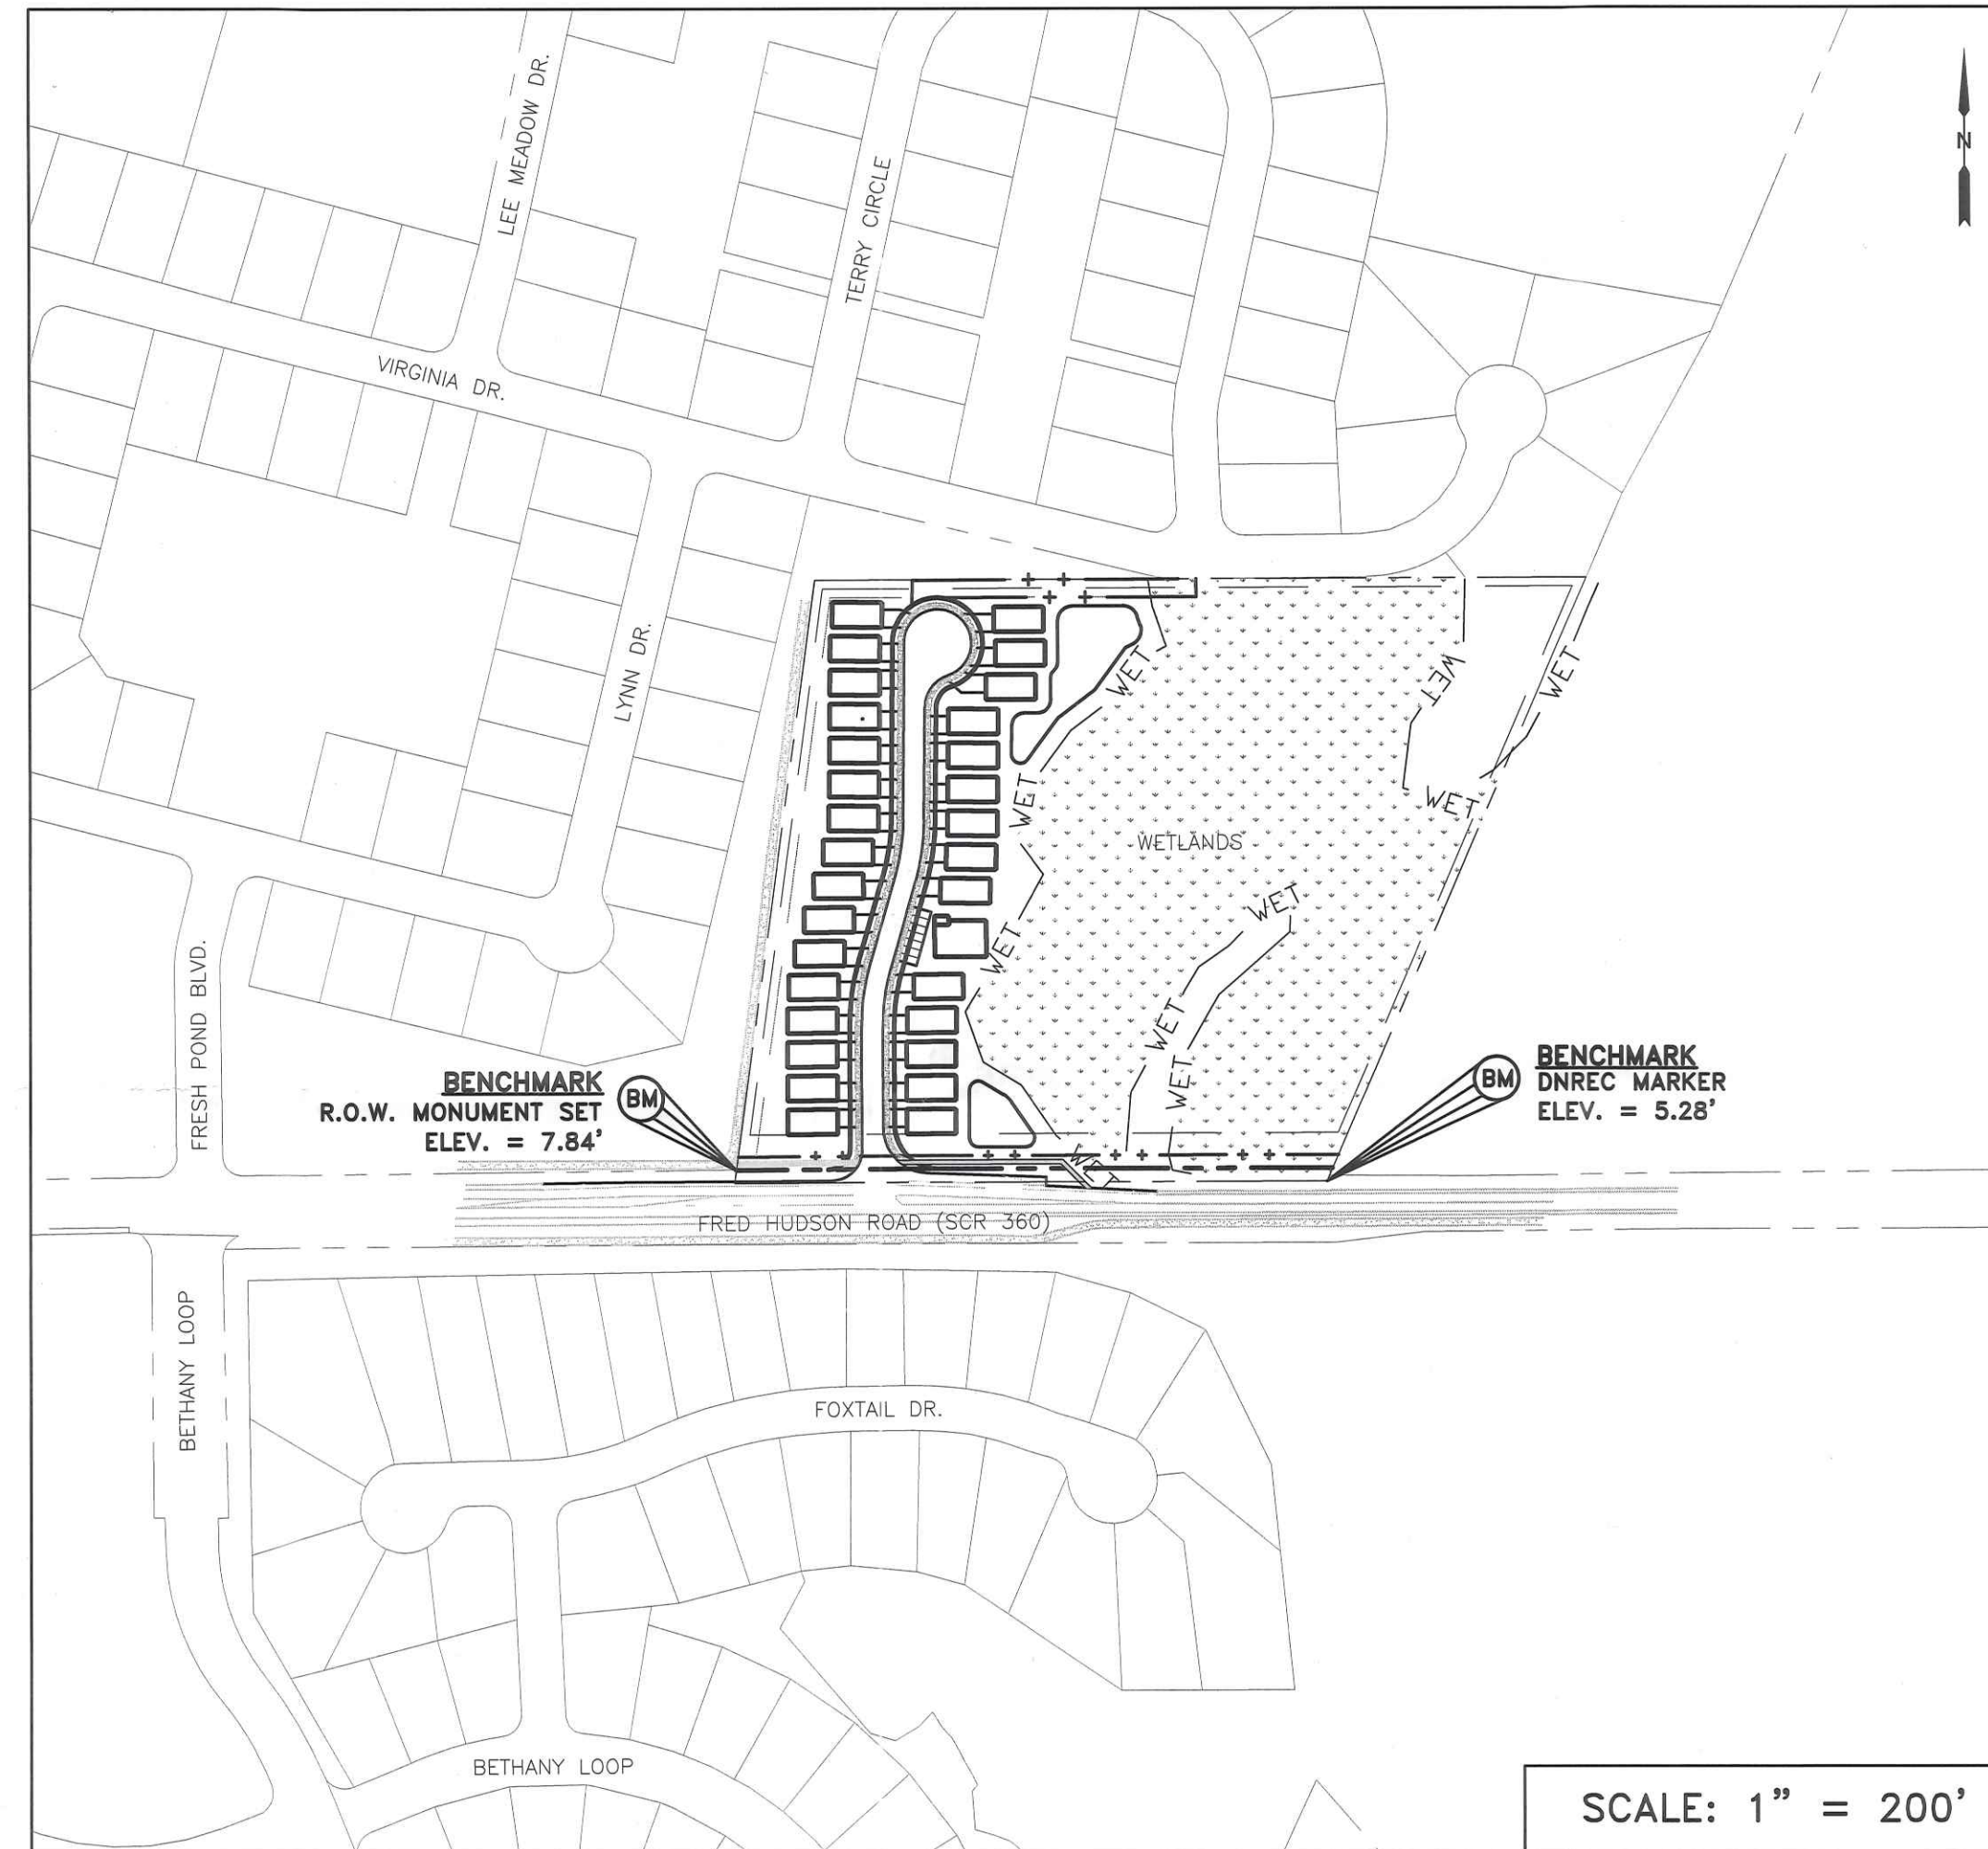 LEE MEADOW DR.
N
TERRY CIRCLE
VIRGINIA DR.
LYNN DR.
WET
WET
WET
WET
WET
WETLANDS
WET
WET
WET
WET
WET
FRESH POND BLVD.
BENCHMARK
R.O.W. MONUMENT SET
ELEV. = 7.84'
BM
BM
BENCHMARK
DNREC MARKER
ELEV. = 5.28'
FRED HUDSON ROAD (SCR 360)
BETHANY LOOP
FOXTAIL DR.
BETHANY LOOP
SCALE: 1" = 200'